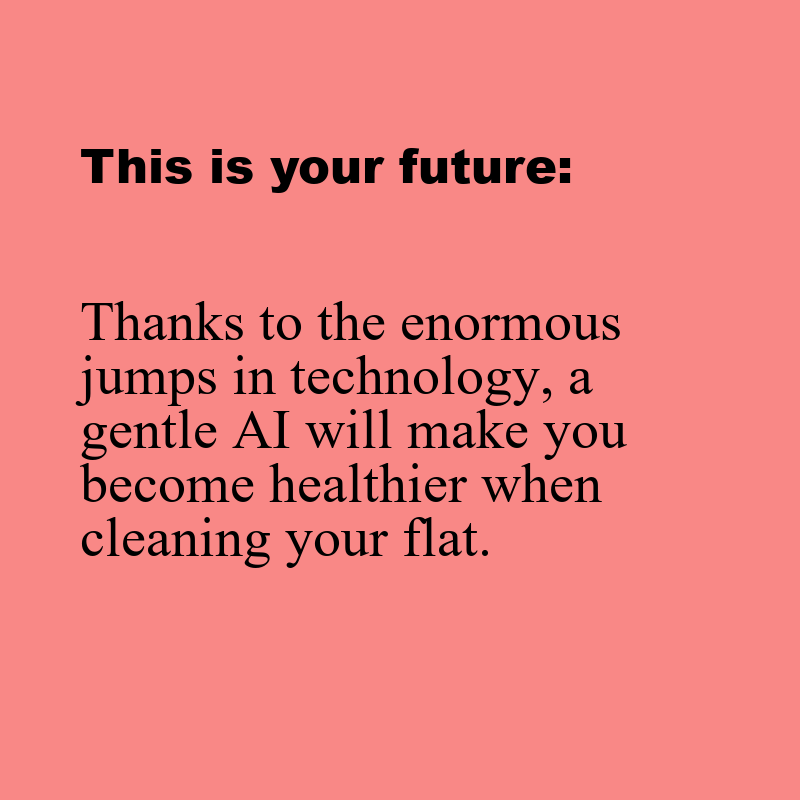 This is your future:
Thanks to the enormous
jumps in technology, a
gentle AI will make you
become healthier when
cleaning your flat.